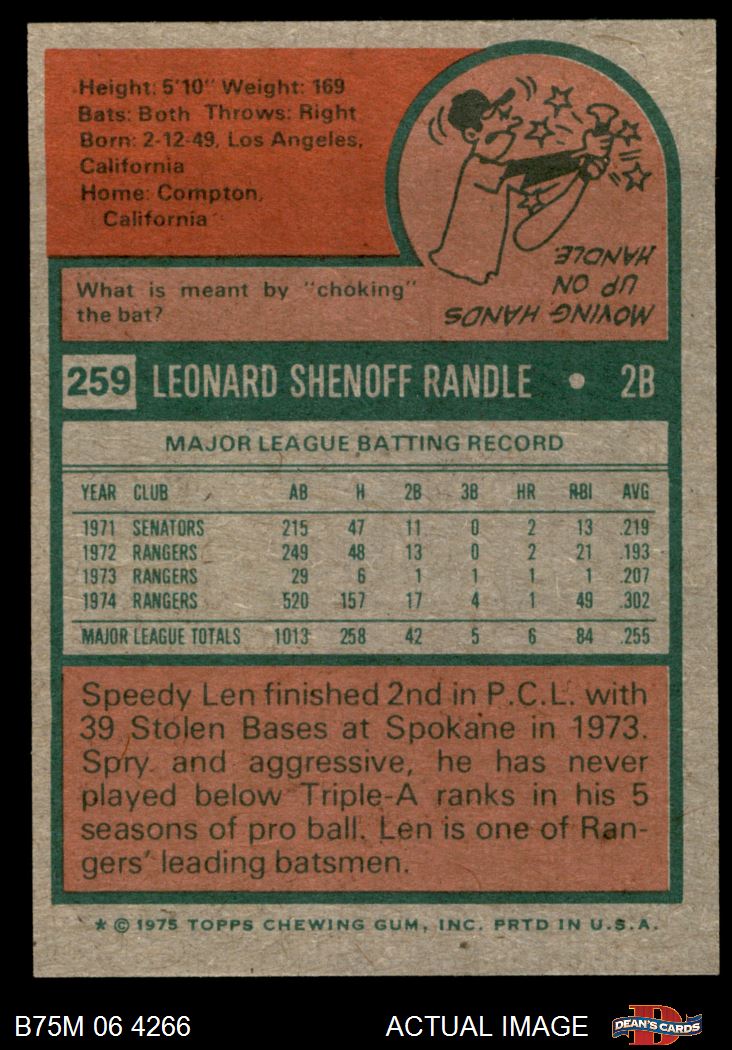 Height: 5'10" Weight: 169
Bats: Both Throws: Right
Born: 2-12-49, Los Angeles,
California
Home: Compton,
California
What is meant by "choking"
the bat?
MOVING HANDS
UP ON
HANDLE.
259 LEONARD SHENOFF RANDLE • 2B
MAJOR LEAGUE BATTING RECORD
YEAR CLUB AB H 2B 3B HR RBI AVG
1971 SENATORS 215 47 11 0 2 13 .219
1972 RANGERS 249 48 13 0 2 21 .193
1973 RANGERS 29 6 1 1 1 1 .207
1974 RANGERS 520 157 17 4 1 49 .302
MAJOR LEAGUE TOTALS 1013 258 42 5 6 84 .255
Speedy Len finished 2nd in P.C.L. with
39 Stolen Bases at Spokane in 1973.
Spry and aggressive, he has never
played below Triple-A ranks in his 5
seasons of pro ball. Len is one of Ran-
gers' leading batsmen.
* © 1975 TOPPS CHEWING GUM, INC. PRTD IN U.S.A.
B75M 06 4266 ACTUAL IMAGE DEAN'S CARDS